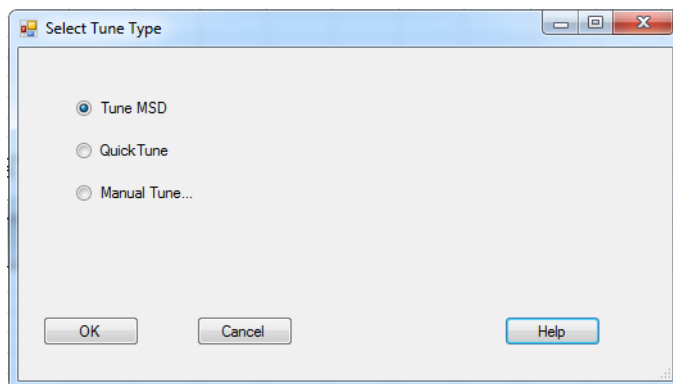 Select Tune Type
Tune MSD
QuickTune
Manual Tune...
OK Cancel Help